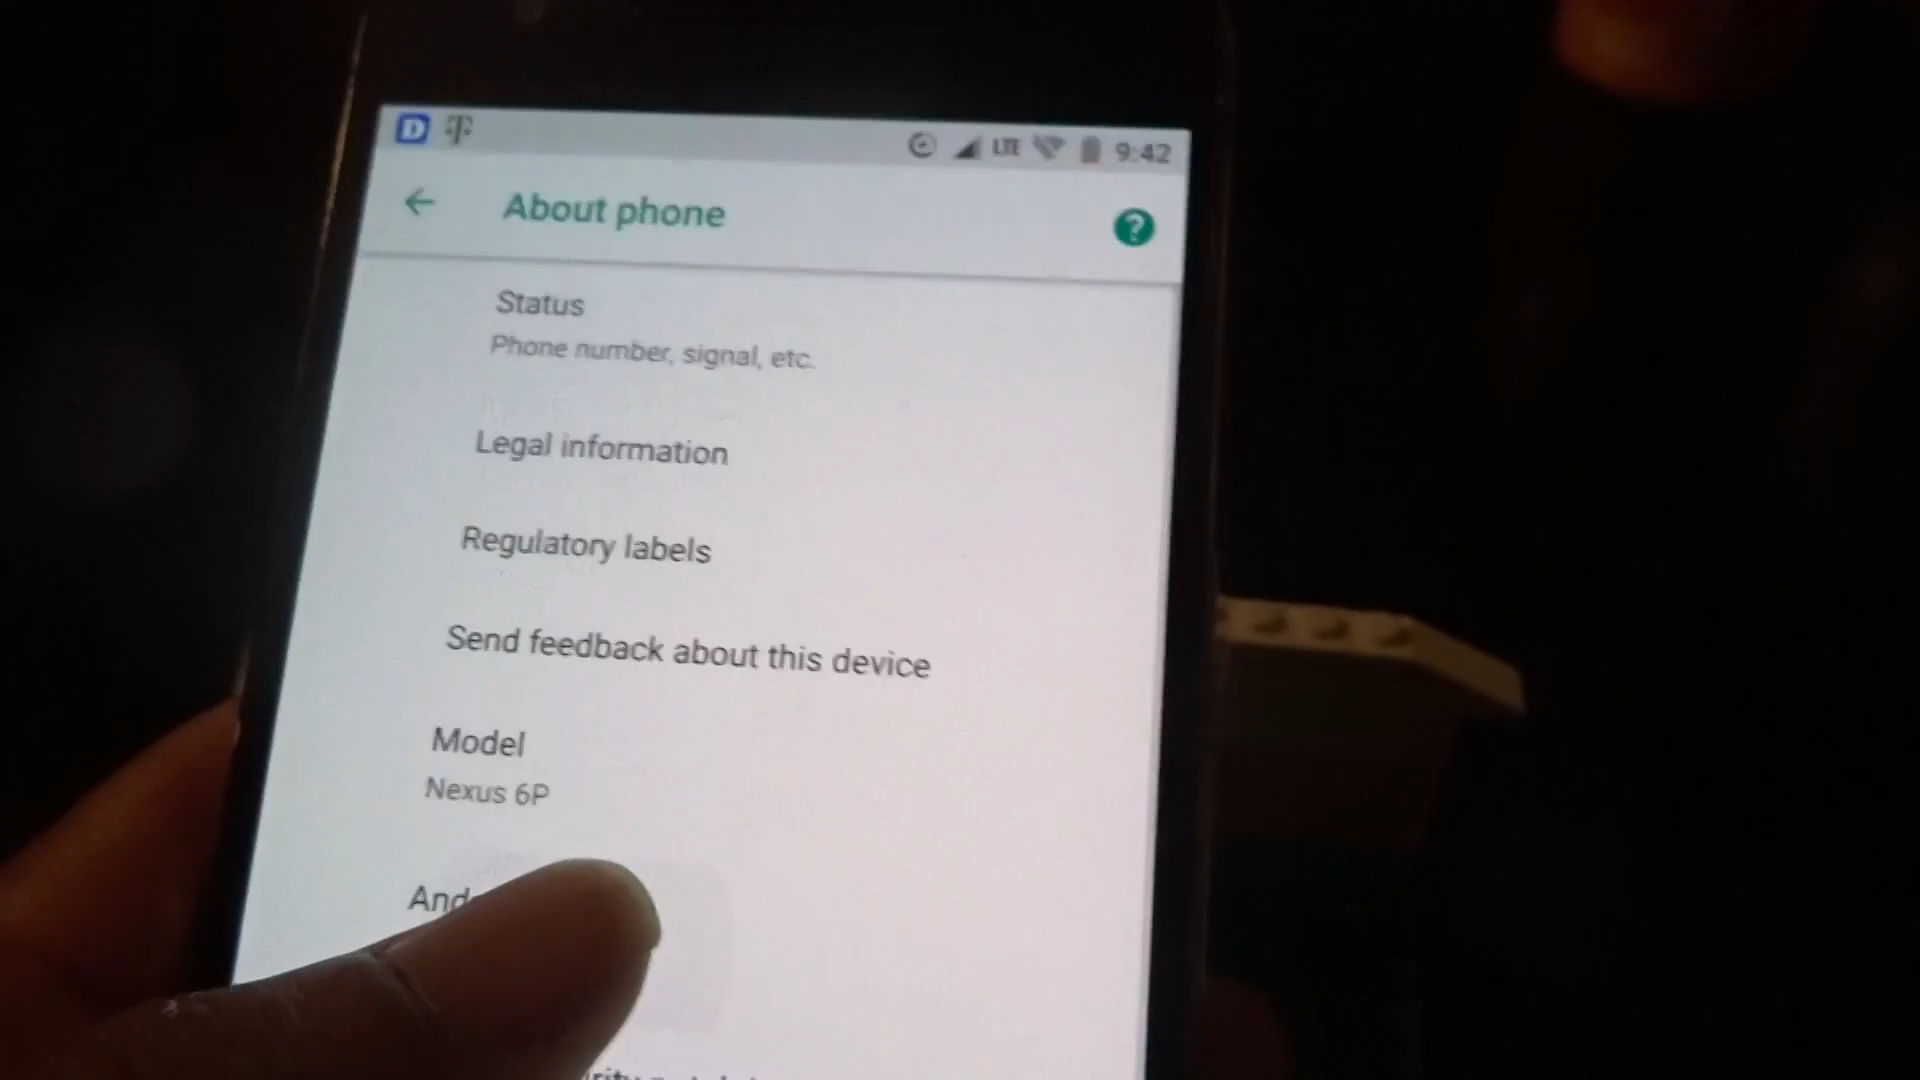 D T LTE 9:42
About phone ?
Status
Phone number, signal, etc.
Legal information
Regulatory labels
Send feedback about this device
Model
Nexus 6P